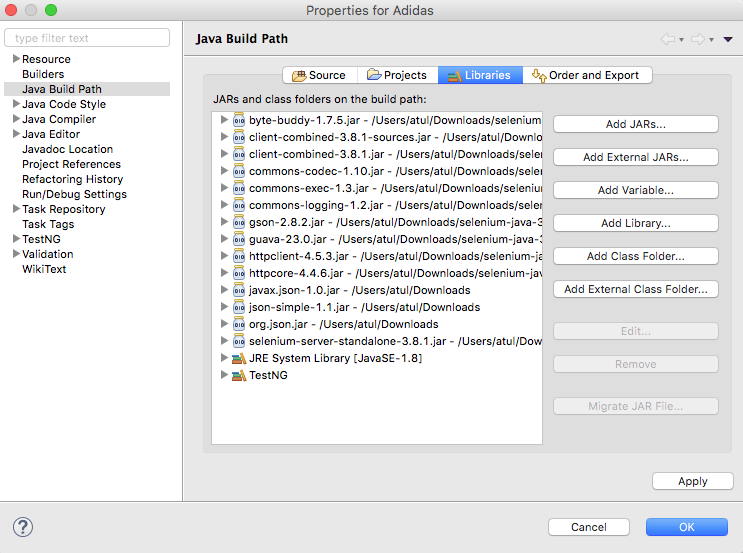 Properties for Adidas
type filter text
Java Build Path
Resource
Builders
Java Build Path
Java Code Style
Java Compiler
Java Editor
Javadoc Location
Project References
Refactoring History
Run/Debug Settings
Task Repository
Task Tags
TestNG
Validation
WikiText
Source
Projects
Libraries
Order and Export
JARs and class folders on the build path:
byte-buddy-1.7.5.jar - /Users/atul/Downloads/selenium
client-combined-3.8.1-sources.jar - /Users/atul/Downlo
client-combined-3.8.1.jar - /Users/atul/Downloads/selen
commons-codec-1.10.jar - /Users/atul/Downloads/selen
commons-exec-1.3.jar - /Users/atul/Downloads/seleniu
commons-logging-1.2.jar - /Users/atul/Downloads/selen
gson-2.8.2.jar - /Users/atul/Downloads/selenium-java-3
guava-23.0.jar - /Users/atul/Downloads/selenium-java-3
httpclient-4.5.3.jar - /Users/atul/Downloads/selenium-ja
httpcore-4.4.6.jar - /Users/atul/Downloads/selenium-ja
javax.json-1.0.jar - /Users/atul/Downloads
json-simple-1.1.jar - /Users/atul/Downloads
org.json.jar - /Users/atul/Downloads
selenium-server-standalone-3.8.1.jar - /Users/atul/Dow
JRE System Library [JavaSE-1.8]
TestNG
Add JARs...
Add External JARs...
Add Variable...
Add Library...
Add Class Folder...
Add External Class Folder...
Edit...
Remove
Migrate JAR File...
Apply
?
Cancel
OK